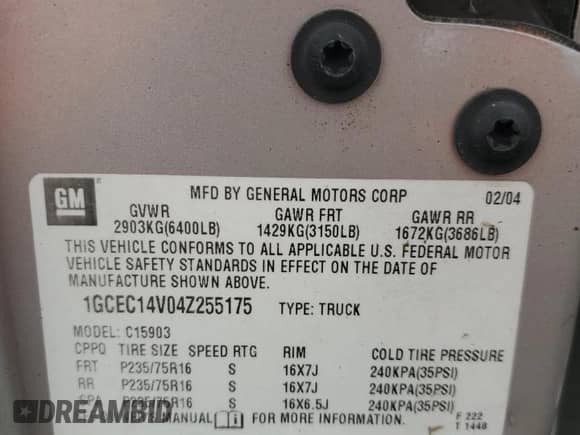 GM
MFD BY GENERAL MOTORS CORP 02/04
GVWR GAWR FRT GAWR RR
2903KG(6400LB) 1429KG(3150LB) 1672KG(3686LB)
THIS VEHICLE CONFORMS TO ALL APPLICABLE U.S. FEDERAL MOTOR
VEHICLE SAFETY STANDARDS IN EFFECT ON THE DATE OF
MANUFACTURE SHOWN ABOVE.
1GCEC14V04Z255175 TYPE: TRUCK
MODEL: C15903
CPPQ TIRE SIZE SPEED RTG RIM COLD TIRE PRESSURE
FRT P235/75R16 S 16X7J 240KPA(35PSI)
RR P235/75R16 S 16X7J 240KPA(35PSI)
SPA P235/75R16 S 16X6.5J 240KPA(35PSI)
MANUAL FOR MORE INFORMATION. F 222
T 1448
DREAMBID